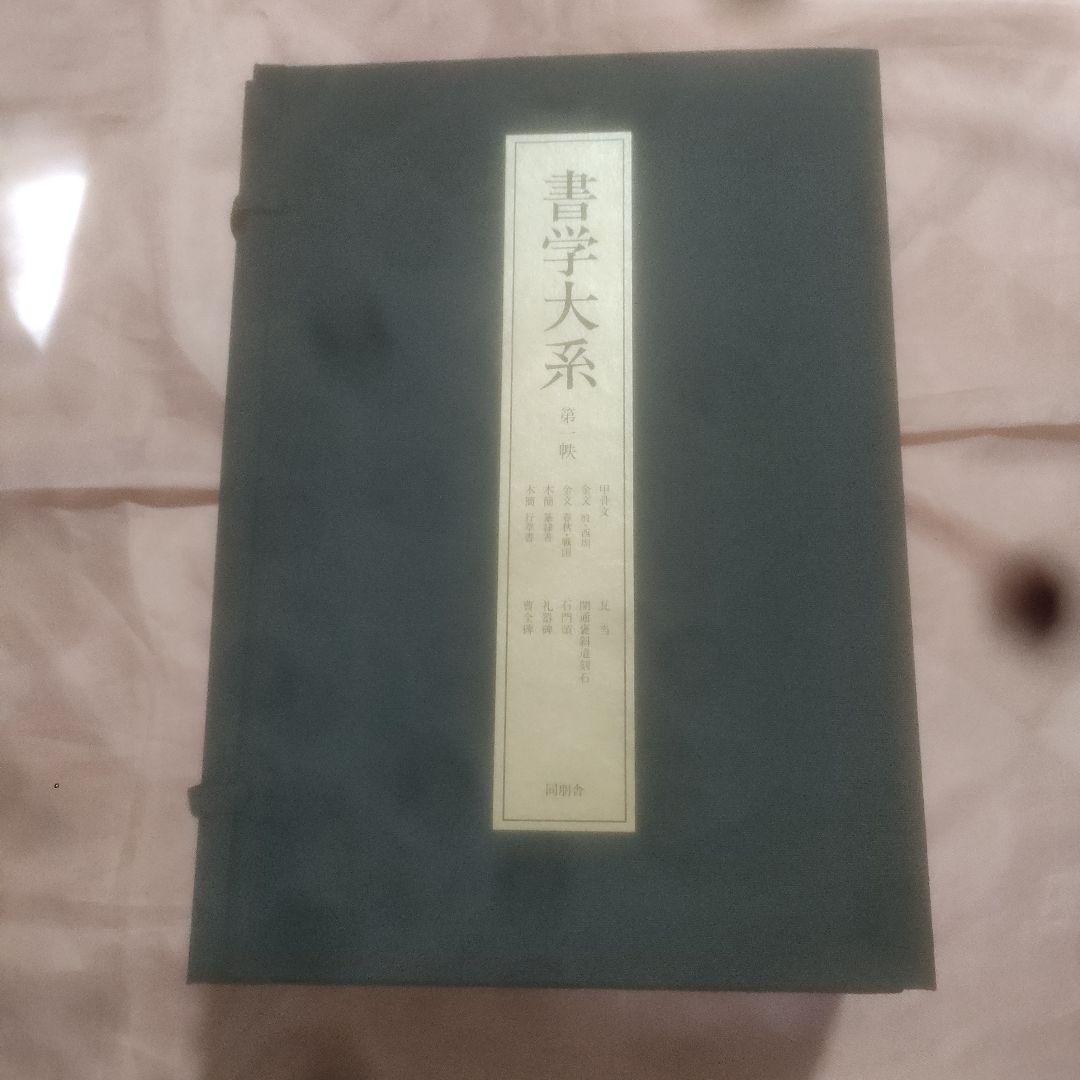 書学大系
第一帙
甲骨文
金文 殷・西周
金文 春秋・戦国
木簡 篆隷書
木簡 行草書
瓦当
開通褒斜道刻石
石門頌
礼器碑
曹全碑
同朋舎